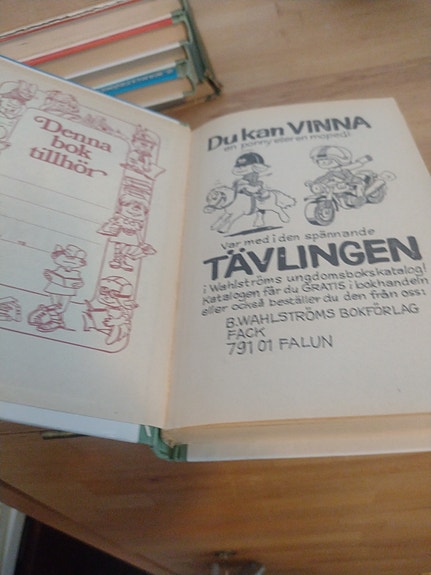 Denna
bok
tillhör
Du kan VINNA
en ponny eller en moped!
Var med i den spännande
TÄVLINGEN
i Wahlströms ungdomsbokskatalog!
Katalogen får du GRATIS i bokhandeln
eller också beställer du den från oss:
B.WAHLSTRÖMS BOKFÖRLAG
FACK
791 01 FALUN